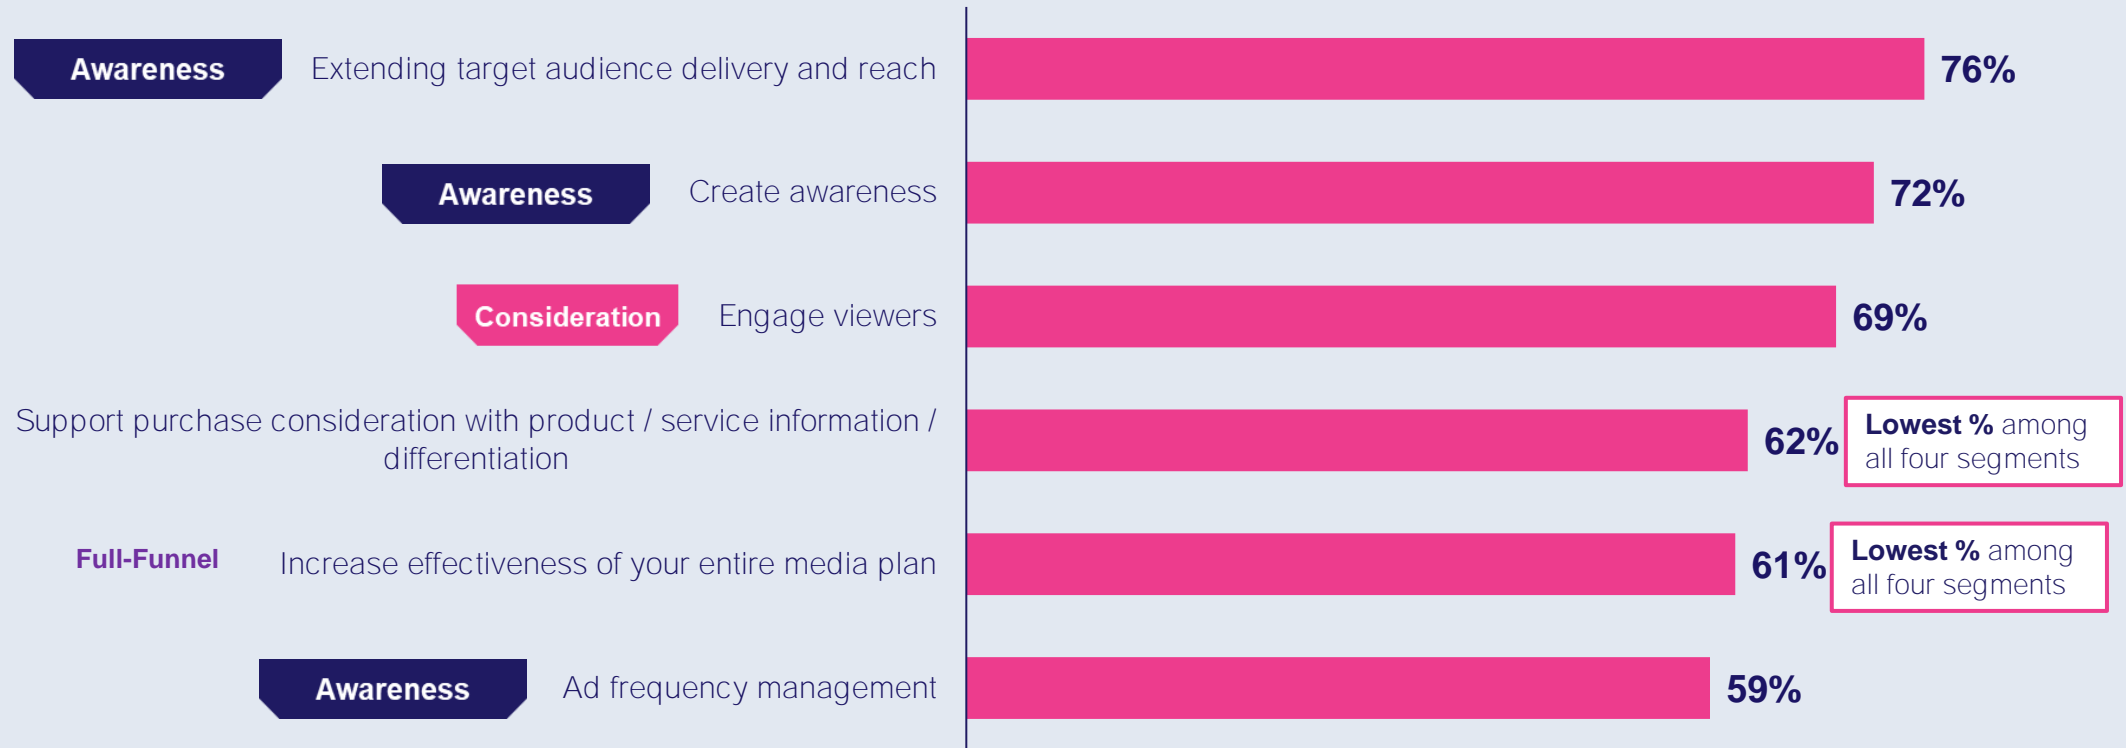 Awareness Extending target audience delivery and reach 76%
Awareness Create awareness 72%
Consideration Engage viewers 69%
Support purchase consideration with product / service information /
differentiation
62%
Lowest % among
all four segments
Full-Funnel Increase effectiveness of your entire media plan 61%
Lowest % among
all four segments
Awareness Ad frequency management 59%